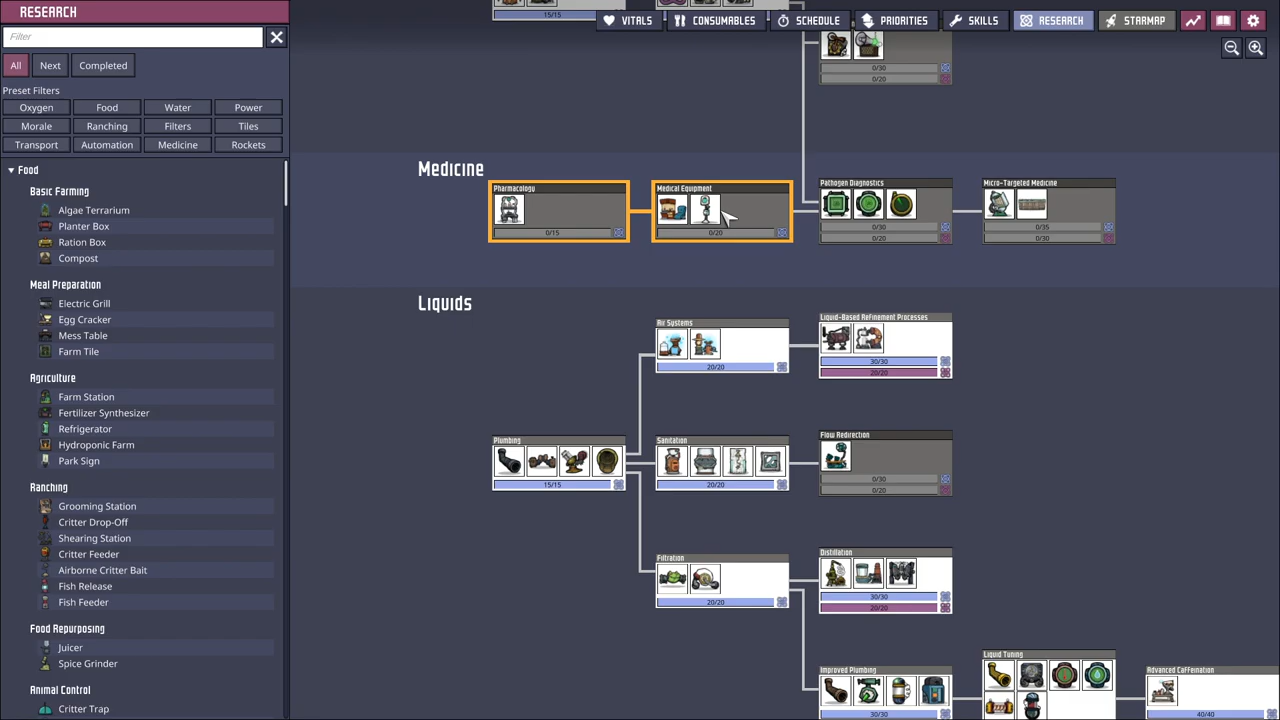 RESEARCH
VITALS
CONSUMABLES
SCHEDULE
PRIORITIES
SKILLS
RESEARCH
STARMAP
Filter
All
Next
Completed
Preset Filters
Oxygen
Food
Water
Power
Morale
Ranching
Filters
Tiles
Transport
Automation
Medicine
Rockets
Food
Basic Farming
Algae Terrarium
Planter Box
Ration Box
Compost
Meal Preparation
Electric Grill
Egg Cracker
Mess Table
Farm Tile
Agriculture
Farm Station
Fertilizer Synthesizer
Refrigerator
Hydroponic Farm
Park Sign
Ranching
Grooming Station
Critter Drop-Off
Shearing Station
Critter Feeder
Airborne Critter Bait
Fish Release
Fish Feeder
Food Repurposing
Juicer
Spice Grinder
Animal Control
Critter Trap
15/15
0/30
0/20
Medicine
Pharmacology
0/15
Medical Equipment
0/20
Pathogen Diagnostics
0/30
0/20
Micro-Targeted Medicine
0/35
0/30
Liquids
Air Systems
20/20
Liquid-Based Refinement Processes
30/30
20/20
Plumbing
15/15
Sanitation
20/20
Flow Redirection
0/30
0/20
Filtration
20/20
Distillation
30/30
20/20
Improved Plumbing
30/30
Liquid Tuning
Advanced Caffeination
40/40